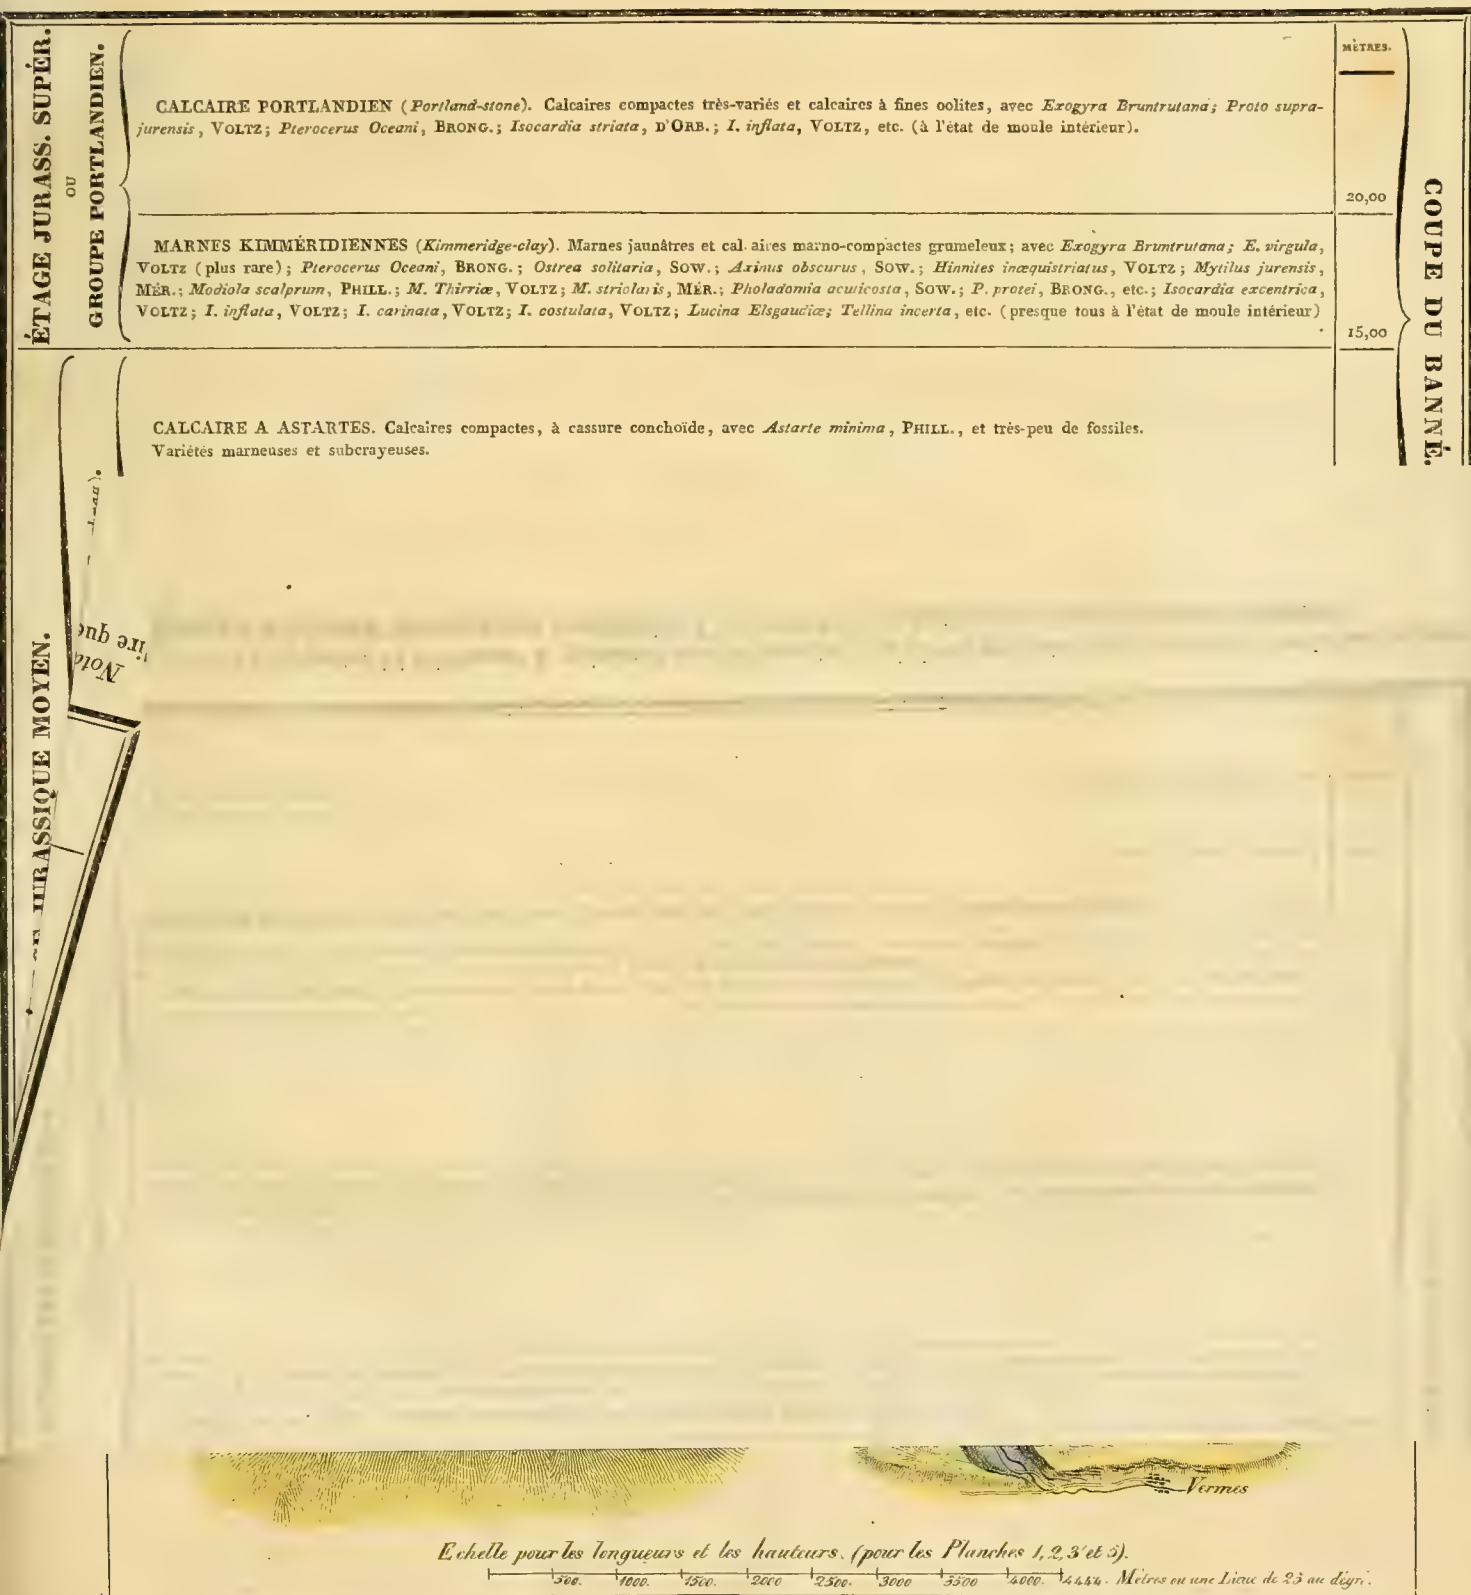 ÉTAGE JURASS. SUPÉR.
OU
GROUPE PORTLANDIEN.
MÈTRES.
CALCAIRE PORTLANDIEN (Portland-stone). Calcaires compactes très-variés et calcaires à fines oolites, avec Exogyra Bruntrutana; Proto supra-
jurensis, VOLTZ; Pterocerus Oceani, BRONG.; Isocardia striata, D'ORB.; I. inflata, VOLTZ, etc. (à l'état de moule intérieur).
20,00
MARNES KIMMÉRIDIENNES (Kimmeridge-clay). Marnes jaunâtres et cal. aires marno-compactes grumeleux; avec Exogyra Bruntrutana; E. virgula,
VOLTZ (plus rare); Pterocerus Oceani, BRONG.; Ostrea solitaria, SOW.; Axinus obscurus, SOW.; Hinnites inæquistriatus, VOLTZ; Mytilus jurensis,
MÉR.; Modiola scalprum, PHILL.; M. Thirriæ, VOLTZ; M. striolaris, MÉR.; Pholadomia acuticosta, SOW.; P. protei, BRONG., etc.; Isocardia excentrica,
VOLTZ; I. inflata, VOLTZ; I. carinata, VOLTZ; I. costulata, VOLTZ; Lucina Elsgaudiæ; Tellina incerta, etc. (presque tous à l'état de moule intérieur)
15,00
COUPE DU BANNÉ.
CALCAIRE A ASTARTES. Calcaires compactes, à cassure conchoïde, avec Astarte minima, PHILL., et très-peu de fossiles.
Variétés marneuses et subcrayeuses.
JURASSIQUE MOYEN.
Nota
ire que
Vermes
Echelle pour les longueurs et les hauteurs. (pour les Planches 1, 2, 3 et 5).
500. 1000. 1500. 2000 2500. 3000 3500 4000. 4444. Mètres ou une Lieue de 25 au dégri.